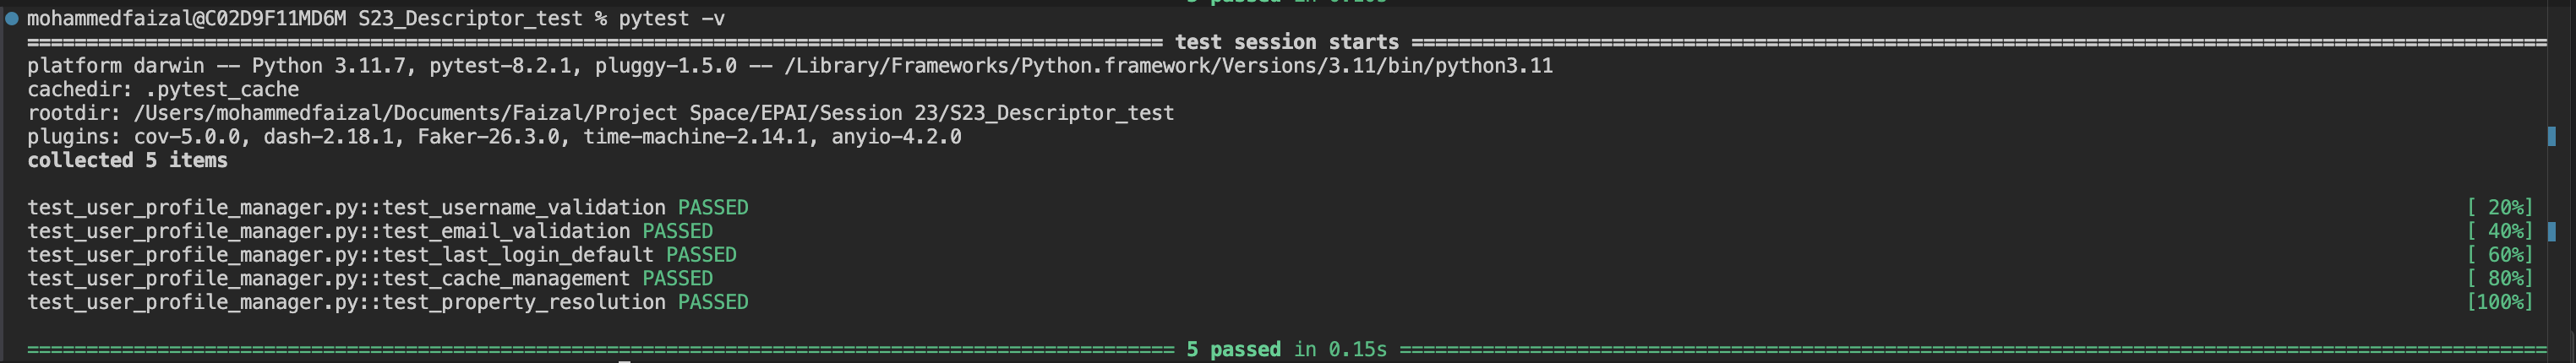 5 passed in 0.16s
mohammedfaizal@C02D9F11MD6M S23_Descriptor_test % pytest -v
================================================================================================ test session starts ================================================================================================
platform darwin -- Python 3.11.7, pytest-8.2.1, pluggy-1.5.0 -- /Library/Frameworks/Python.framework/Versions/3.11/bin/python3.11
cachedir: .pytest_cache
rootdir: /Users/mohammedfaizal/Documents/Faizal/Project Space/EPAI/Session 23/S23_Descriptor_test
plugins: cov-5.0.0, dash-2.18.1, Faker-26.3.0, time-machine-2.14.1, anyio-4.2.0
collected 5 items
test_user_profile_manager.py::test_username_validation PASSED [ 20%]
test_user_profile_manager.py::test_email_validation PASSED [ 40%]
test_user_profile_manager.py::test_last_login_default PASSED [ 60%]
test_user_profile_manager.py::test_cache_management PASSED [ 80%]
test_user_profile_manager.py::test_property_resolution PASSED [100%]
================================================================================================= 5 passed in 0.15s =================================================================================================